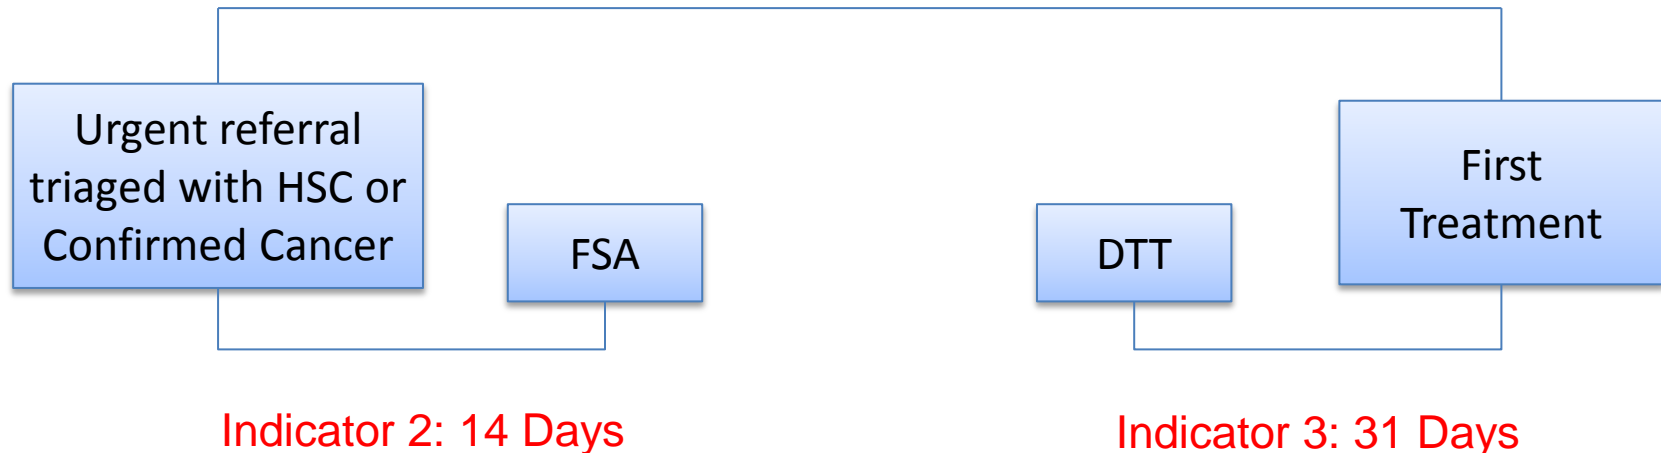 Urgent referral
triaged with HSC or
Confirmed Cancer
FSA
DTT
First
Treatment
Indicator 2: 14 Days
Indicator 3: 31 Days